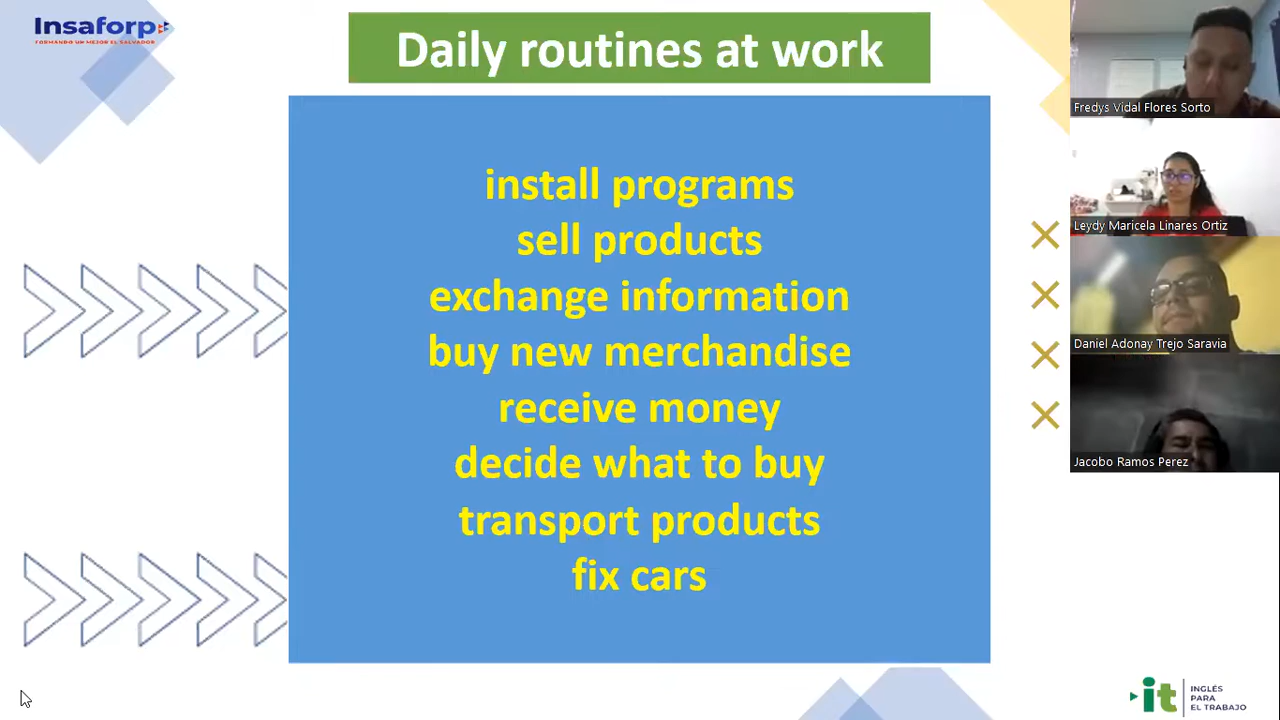 Insaforp
FORMANDO UN MEJOR EL SALVADOR
Daily routines at work
install programs
sell products
exchange information
buy new merchandise
receive money
decide what to buy
transport products
fix cars
Fredys Vidal Flores Sorto
Leydy Maricela Linares Ortiz
Daniel Adonay Trejo Saravia
Jacobo Ramos Perez
it
INGLÉS
PARA
EL TRABAJO